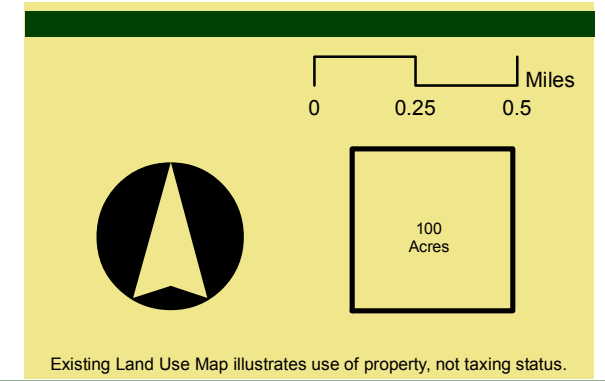 Miles
0 0.25 0.5
100
Acres
Existing Land Use Map illustrates use of property, not taxing status.